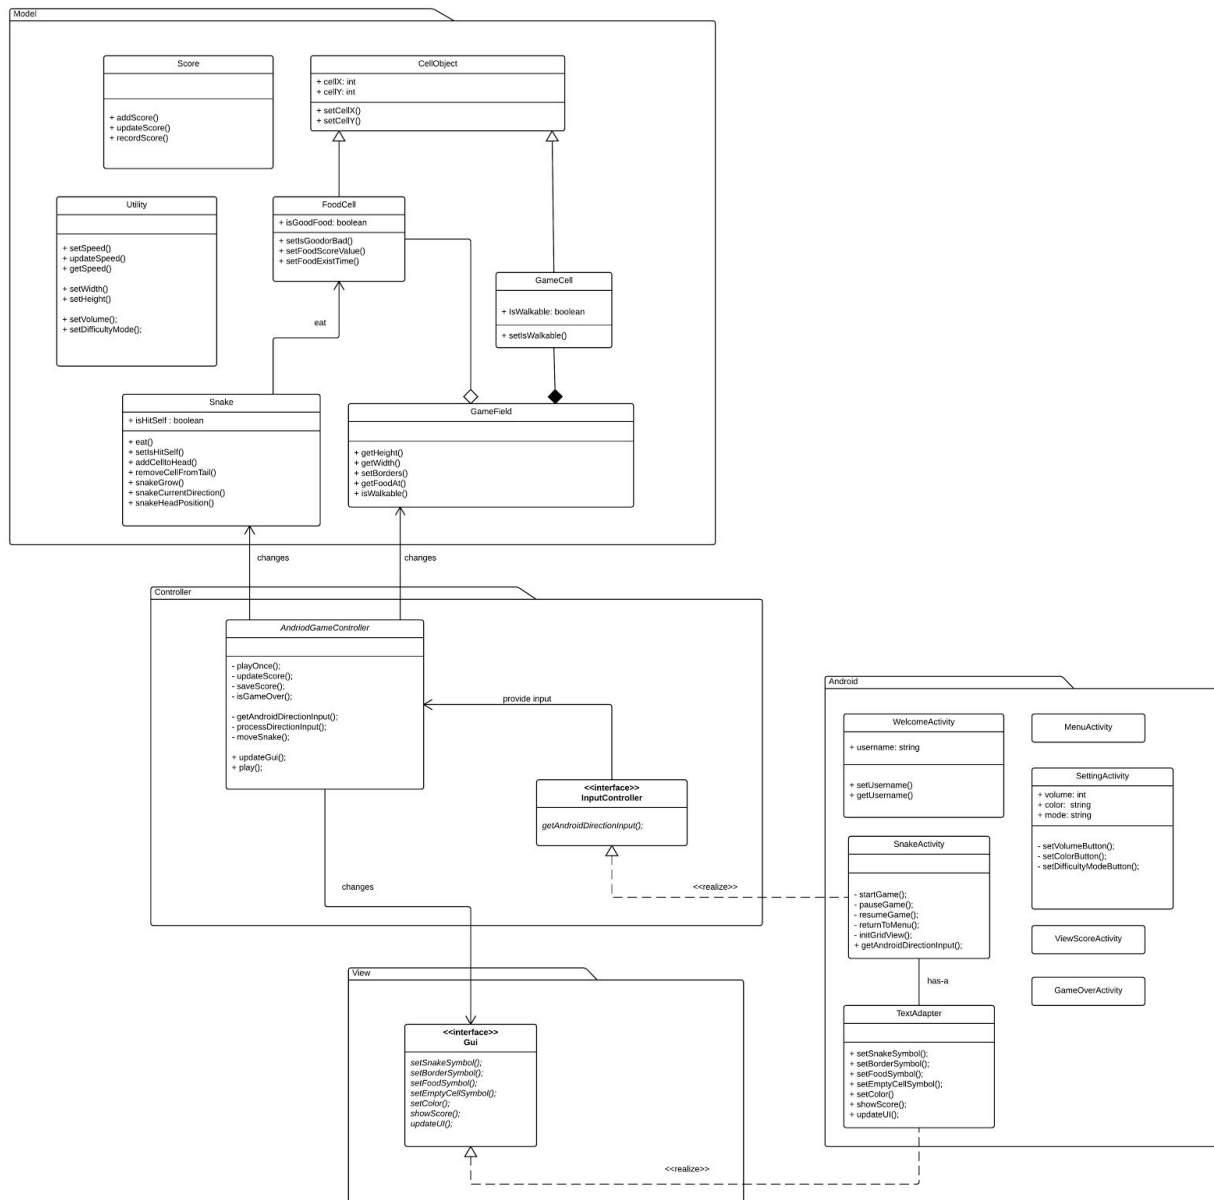 Model
Score
+ addScore()
+ updateScore()
+ recordScore()
CellObject
+ cellX: int
+ cellY: int
+ setCellX()
+ setCellY()
Utility
+ setSpeed()
+ updateSpeed()
+ getSpeed()
+ setWidth()
+ setHeight()
+ setVolume();
+ setDifficultyMode();
FoodCell
+ isGoodFood: boolean
+ setIsGoodorBad()
+ setFoodScoreValue()
+ setFoodExistTime()
GameCell
+ IsWalkable: boolean
+ setIsWalkable()
eat
Snake
+ isHitSelf : boolean
+ eat()
+ setIsHitSelf()
+ addCelltoHead()
+ removeCellFromTail()
+ snakeGrow()
+ snakeCurrentDirection()
+ snakeHeadPosition()
GameField
+ getHeight()
+ getWidth()
+ setBorders()
+ getFoodAt()
+ isWalkable()
changes
changes
Controller
AndriodGameController
- playOnce();
- updateScore();
- saveScore();
- isGameOver();
- getAndroidDirectionInput();
- processDirectionInput();
- moveSnake();
+ updateGui();
+ play();
provide input
<<interface>>
InputController
getAndroidDirectionInput();
changes
<<realize>>
Android
WelcomeActivity
+ username: string
+ setUsername()
+ getUsername()
MenuActivity
SettingActivity
+ volume: int
+ color:  string
+ mode: string
- setVolumeButton();
- setColorButton();
- setDifficultyModeButton();
SnakeActivity
- startGame();
- pauseGame();
- resumeGame();
- returnToMenu();
- initGridView();
+ getAndroidDirectionInput();
ViewScoreActivity
GameOverActivity
has-a
TextAdapter
+ setSnakeSymbol();
+ setBorderSymbol();
+ setFoodSymbol();
+ setEmptyCellSymbol();
+ setColor()
+ showScore();
+ updateUI();
View
<<interface>>
Gui
setSnakeSymbol();
setBorderSymbol();
setFoodSymbol();
setEmptyCellSymbol();
setColor();
showScore();
updateUI();
<<realize>>